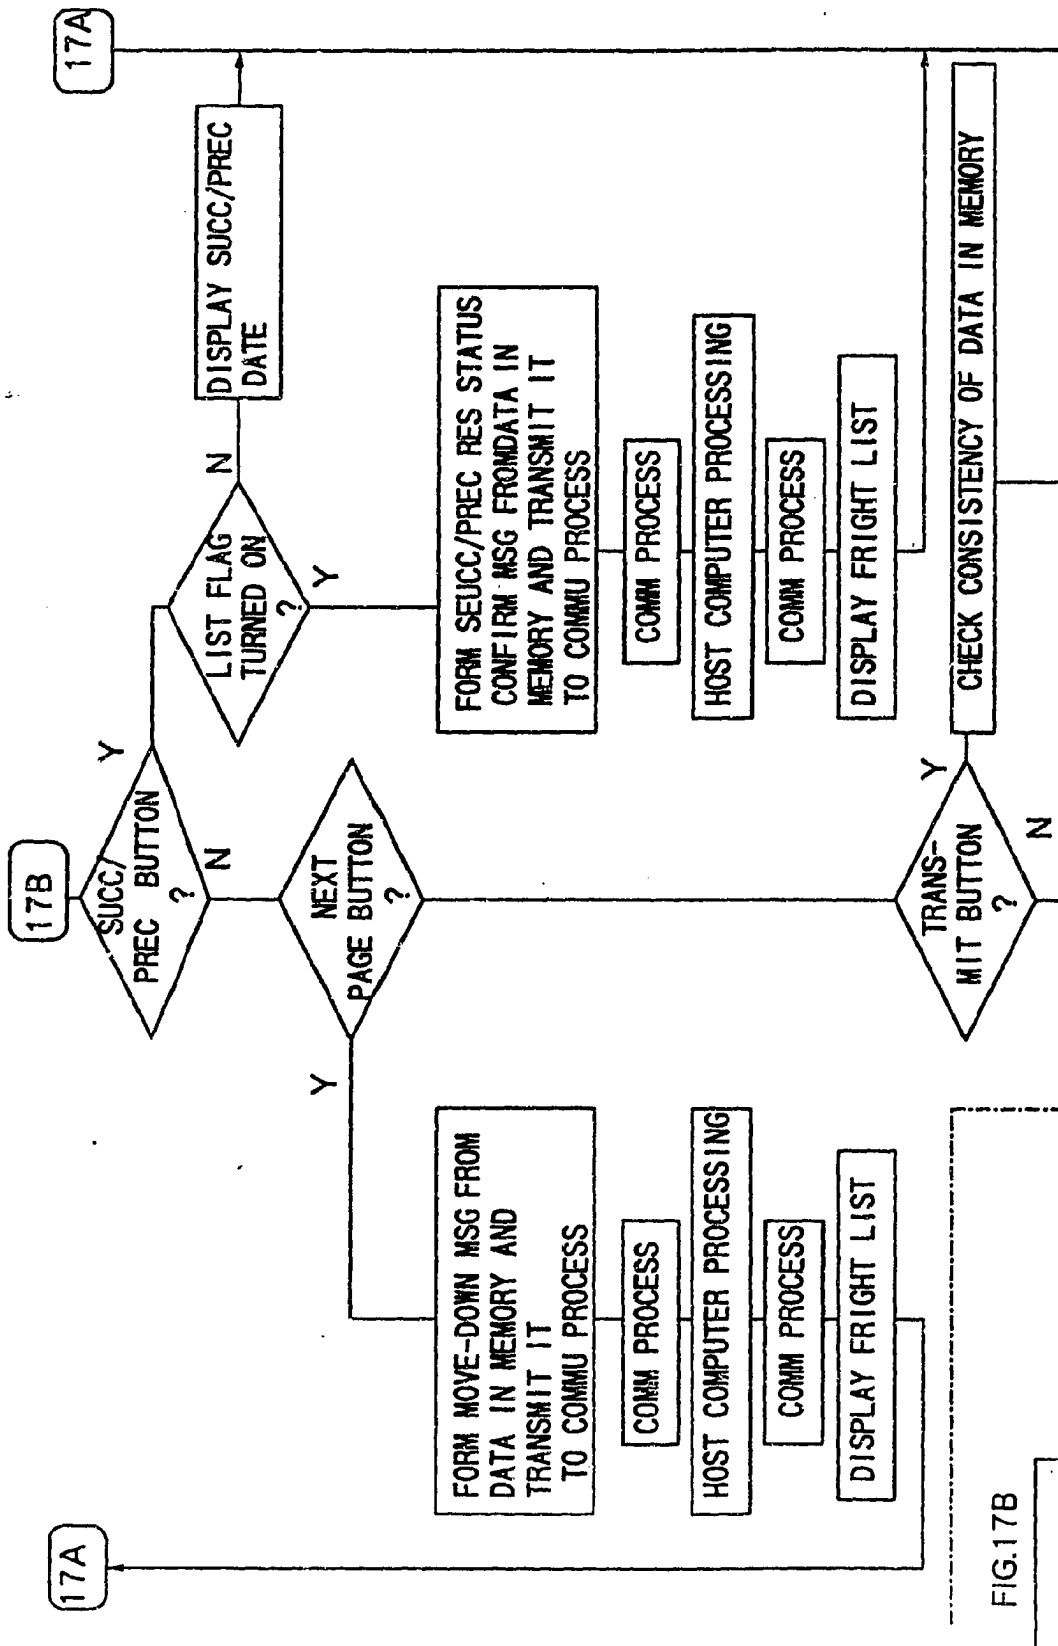 17B
SUCC/
PREC BUTTON
?
Y
N
LIST FLAG
TURNED ON
?
N
Y
DISPLAY SUCC/PREC
DATE
17A
FORM SEUCC/PREC RES STATUS
CONFIRM MSG FROMDATA IN
MEMORY AND TRANSMIT IT
TO COMMU PROCESS
COMM PROCESS
HOST COMPUTER PROCESSING
COMM PROCESS
DISPLAY FRIGHT LIST
NEXT
PAGE BUTTON
?
Y
17A
FORM MOVE-DOWN MSG FROM
DATA IN MEMORY AND
TRANSMIT IT
TO COMMU PROCESS
COMM PROCESS
HOST COMPUTER PROCESSING
COMM PROCESS
DISPLAY FRIGHT LIST
TRANS-
MIT BUTTON
?
Y
N
CHECK CONSISTENCY OF DATA IN MEMORY
FIG.17B